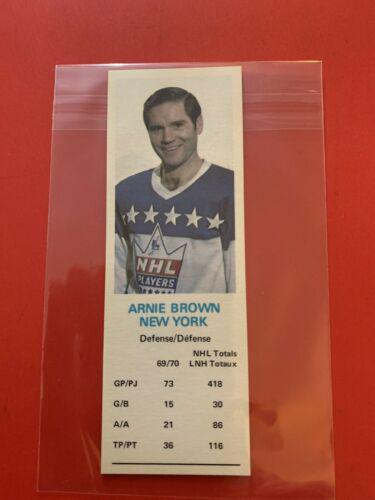 NHL
PLAYERS
ARNIE BROWN
NEW YORK
Defense/Défense
NHL Totals
69/70 LNH Totaux
GP/PJ 73 418
G/B 15 30
A/A 21 86
TP/PT 36 116